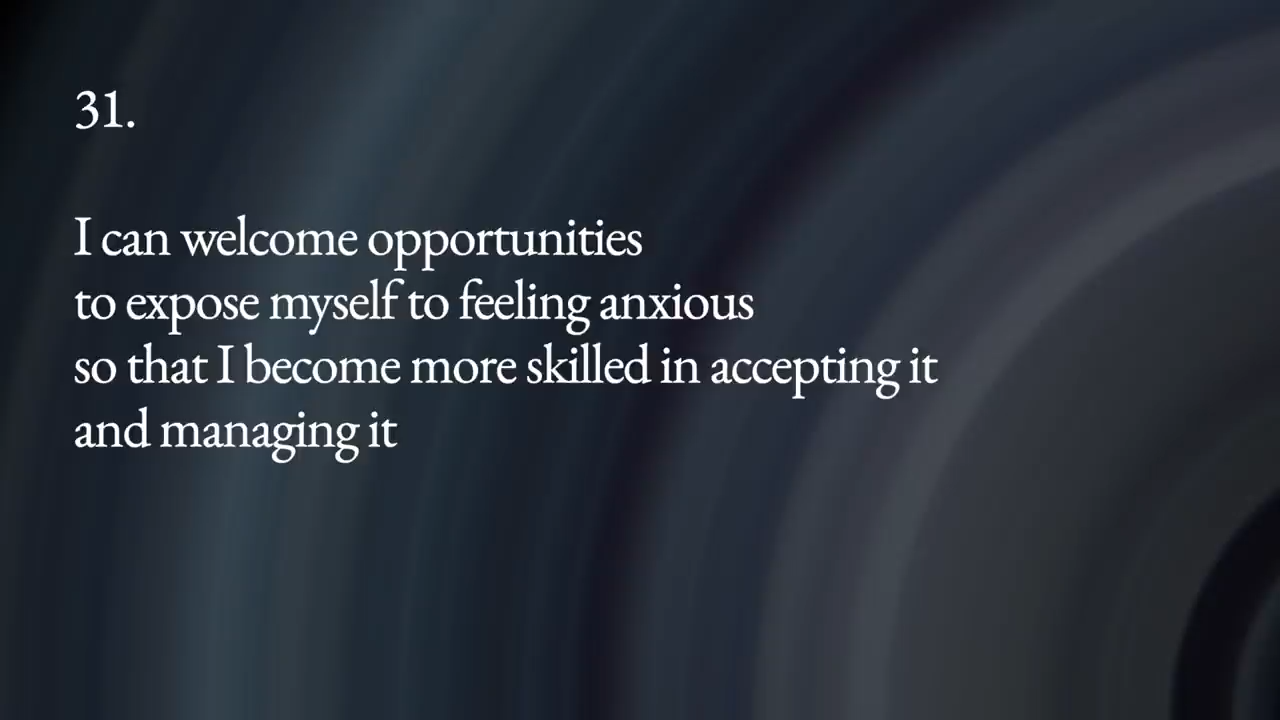 31.
I can welcome opportunities
to expose myself to feeling anxious
so that I become more skilled in accepting it
and managing it